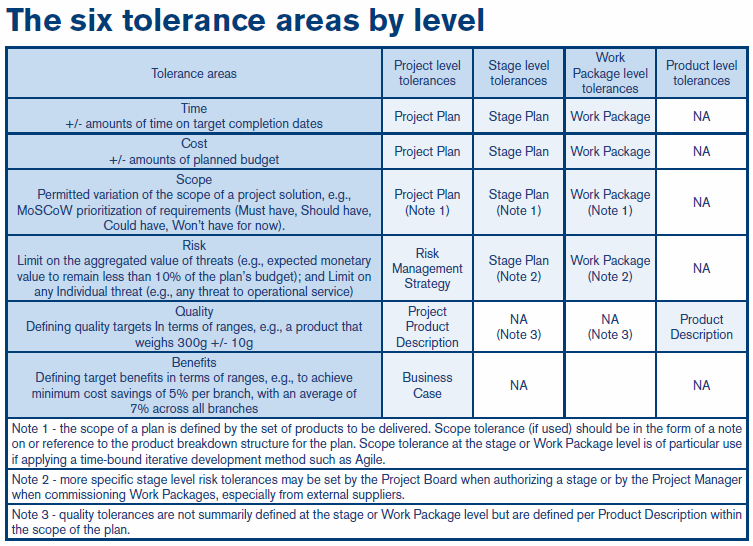 The six tolerance areas by level
Tolerance areas
Project level
tolerances
Stage level
tolerances
Work
Package level
tolerances
Product level
tolerances
Time
+/- amounts of time on target completion dates
Project Plan
Stage Plan
Work Package
NA
Cost
+/- amounts of planned budget
Project Plan
Stage Plan
Work Package
NA
Scope
Permitted variation of the scope of a project solution, e.g.,
MoSCoW prioritization of requirements (Must have, Should have,
Could have, Won't have for now).
Project Plan
(Note 1)
Stage Plan
(Note 1)
Work Package
(Note 1)
NA
Risk
Limit on the aggregated value of threats (e.g., expected monetary
value to remain less than 10% of the plan's budget); and Limit on
any Individual threat (e.g., any threat to operational service)
Risk
Management
Strategy
Stage Plan
(Note 2)
Work Package
(Note 2)
NA
Quality
Defining quality targets In terms of ranges, e.g., a product that
weighs 300g +/- 10g
Project
Product
Description
NA
(Note 3)
NA
(Note 3)
Product
Description
Benefits
Defining target benefits in terms of ranges, e.g., to achieve
minimum cost savings of 5% per branch, with an average of
7% across all branches
Business
Case
NA
NA
Note 1 - the scope of a plan is defined by the set of products to be delivered. Scope tolerance (if used) should be in the form of a note
on or reference to the product breakdown structure for the plan. Scope tolerance at the stage or Work Package level is of particular use
if applying a time-bound iterative development method such as Agile.
Note 2 - more specific stage level risk tolerances may be set by the Project Board when authorizing a stage or by the Project Manager
when commissioning Work Packages, especially from external suppliers.
Note 3 - quality tolerances are not summarily defined at the stage or Work Package level but are defined per Product Description within
the scope of the plan.